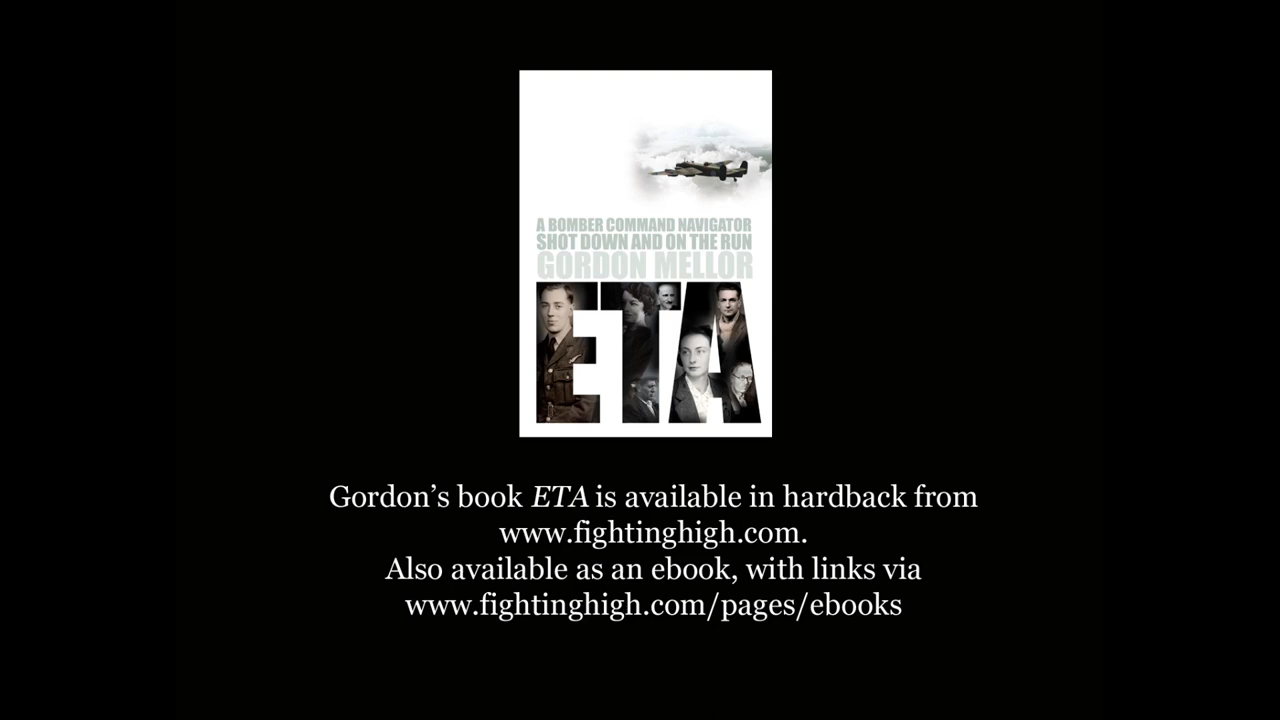 A BOMBER COMMAND NAVIGATOR
SHOT DOWN AND ON THE RUN
GORDON MELLOR
ETA
Gordon’s book ETA is available in hardback from
www.fightinghigh.com.
Also available as an ebook, with links via
www.fightinghigh.com/pages/ebooks